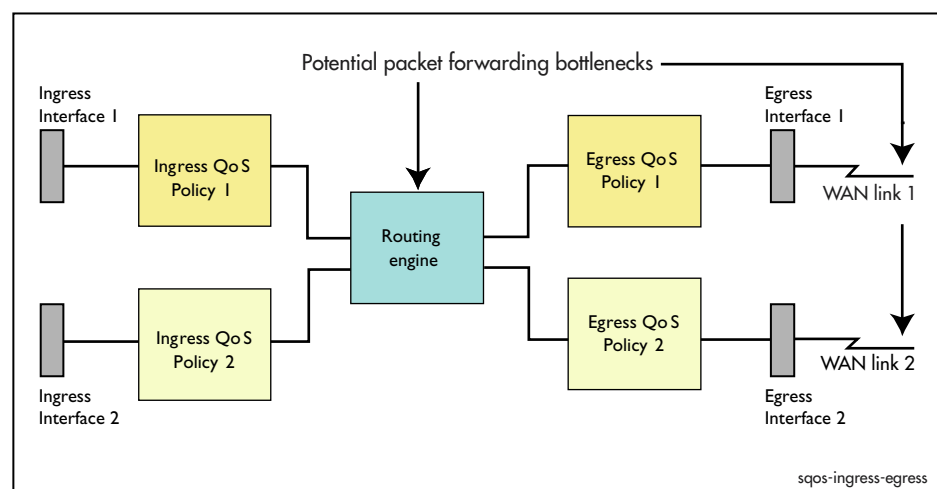 Potential packet forwarding bottlenecks
Ingress
Interface 1
Ingress QoS
Policy 1
Routing
engine
Egress QoS
Policy 1
Egress
Interface 1
WAN link 1
Ingress QoS
Policy 2
Ingress
Interface 2
Egress QoS
Policy 2
Egress
Interface 2
WAN link 2
sqos-ingress-egress